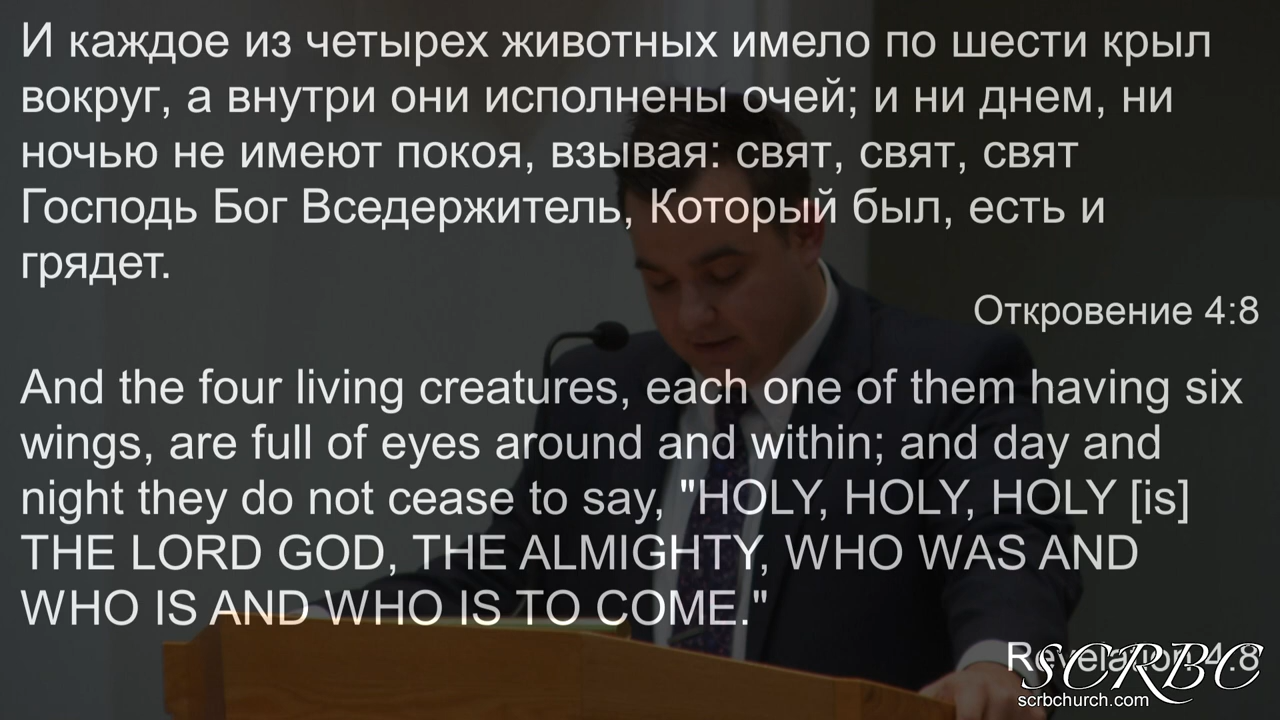 И каждое из четырех животных имело по шести крыл
вокруг, а внутри они исполнены очей; и ни днем, ни
ночью не имеют покоя, взывая: свят, свят, свят
Господь Бог Вседержитель, Который был, есть и
грядет.
Откровение 4:8
And the four living creatures, each one of them having six
wings, are full of eyes around and within; and day and
night they do not cease to say, "HOLY, HOLY, HOLY [is]
THE LORD GOD, THE ALMIGHTY, WHO WAS AND
WHO IS AND WHO IS TO COME."
Revelation 4:8
SCRBC
scrbchurch.com